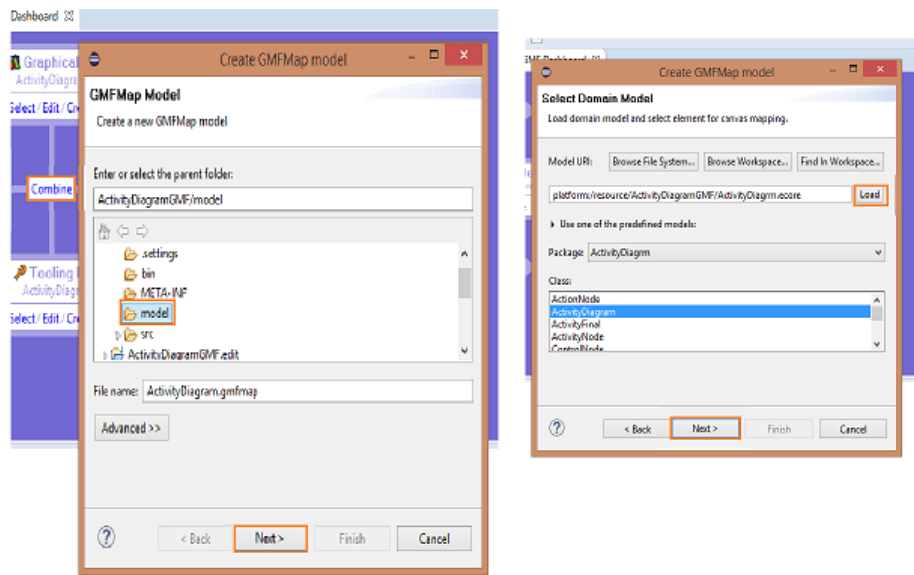 Dashboard
Graphical
ActivityDiagra
Select / Edit / Cre
Combine
Tooling
ActivityDiagr
Select / Edit / Cre
Create GMFMap model
GMFMap Model
Create a new GMFMap model
Enter or select the parent folder:
ActivityDiagramGMF/model
.settings
bin
META-INF
model
src
ActivitiDiagramGMF.edit
File name: ActivityDiagram.gmfmap
Advanced >>
? < Back Next > Finish Cancel
GMF Dashboard
Create GMFMap model
Select Domain Model
Load domain model and select element for canvas mapping.
Model URI: Browse File System... Browse Workspace... Find In Workspace...
platform:/resource/ActivityDiagramGMF/ActivityDiagrm.ecore Load
Use one of the predefined models:
Package: ActivityDiagrm
Class:
ActionNode
ActivityDiagram
ActivityFinal
ActivityNode
ControlNode
? < Back Next > Finish Cancel